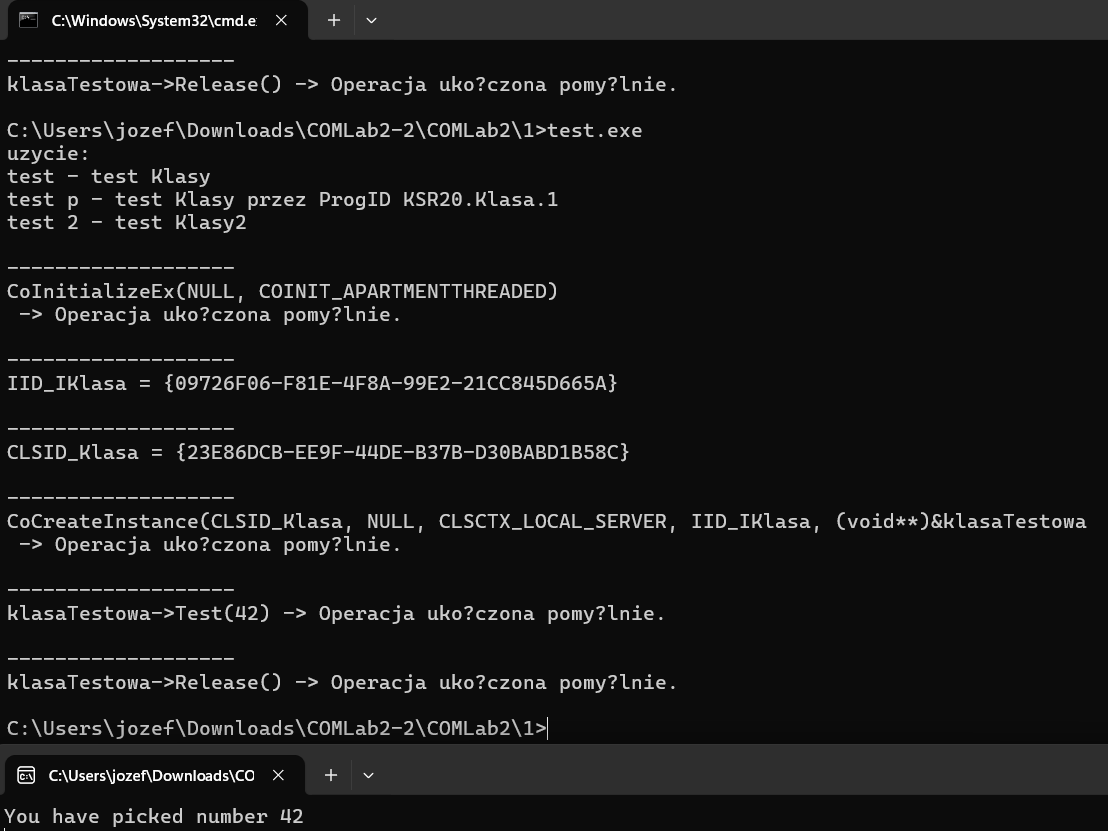 C:\Windows\System32\cmd.e
-------------------
klasaTestowa->Release() -> Operacja uko?czona pomy?lnie.
C:\Users\jozef\Downloads\COMLab2-2\COMLab2\1>test.exe
uzycie:
test - test Klasy
test p - test Klasy przez ProgID KSR20.Klasa.1
test 2 - test Klasy2
-------------------
CoInitializeEx(NULL, COINIT_APARTMENTTHREADED)
-> Operacja uko?czona pomy?lnie.
-------------------
IID_IKlasa = {09726F06-F81E-4F8A-99E2-21CC845D665A}
-------------------
CLSID_Klasa = {23E86DCB-EE9F-44DE-B37B-D30BABD1B58C}
-------------------
CoCreateInstance(CLSID_Klasa, NULL, CLSCTX_LOCAL_SERVER, IID_IKlasa, (void**)&klasaTestowa
-> Operacja uko?czona pomy?lnie.
-------------------
klasaTestowa->Test(42) -> Operacja uko?czona pomy?lnie.
-------------------
klasaTestowa->Release() -> Operacja uko?czona pomy?lnie.
C:\Users\jozef\Downloads\COMLab2-2\COMLab2\1>
C:\Users\jozef\Downloads\CO
You have picked number 42